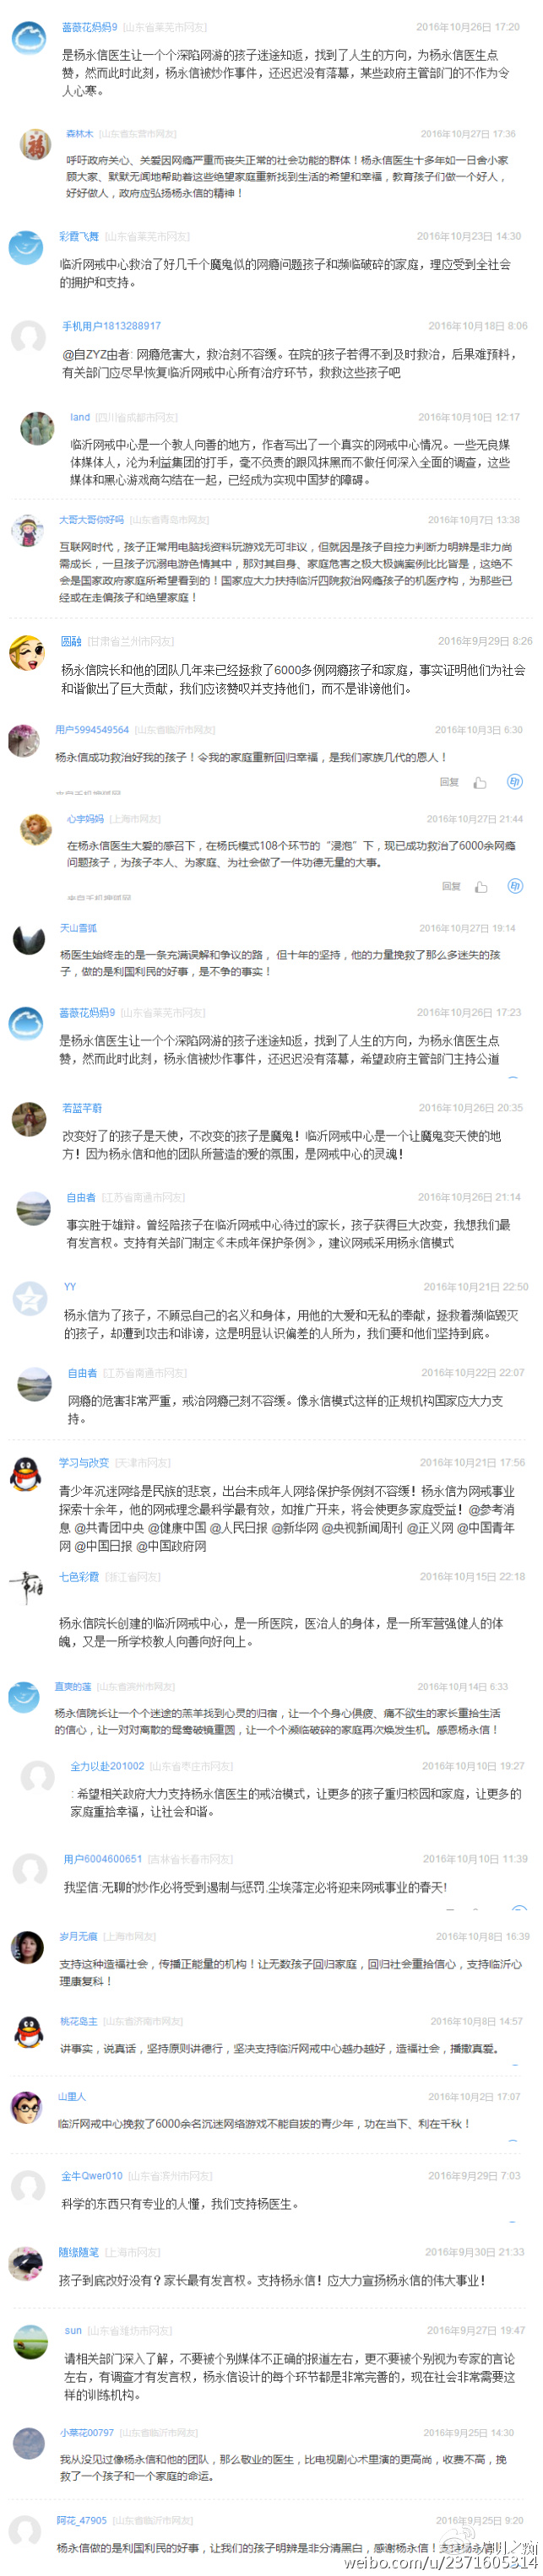 蔷薇花妈妈9 [山东省莱芜市网友] 2016年10月26日 17:20
是杨永信医生让一个个深陷网游的孩子迷途知返，找到了人生的方向，为杨永信医生点
赞，然而此时此刻，杨永信被炒作事件，还迟迟没有落幕，某些政府主管部门的不作为令
人心寒。
森林木 [山东省东营市网友] 2016年10月27日 17:36
呼吁政府关心、关爱因网瘾严重而丧失正常的社会功能的群体！杨永信医生十多年如一日舍小家
顾大家、默默无闻地帮助着这些绝望家庭重新找到生活的希望和幸福，教育孩子们做一个好人，
好好做人，政府应弘扬杨永信的精神！
彩霞飞舞 [山东省莱芜市网友] 2016年10月23日 14:30
临沂网戒中心救治了好几千个魔鬼似的网瘾问题孩子和濒临破碎的家庭，理应受到全社会
的拥护和支持。
手机用户1813288917 2016年10月18日 8:06
@自ZYZ由者: 网瘾危害大，救治刻不容缓。在院的孩子若得不到及时救治，后果难预料，
有关部门应尽早恢复临沂网戒中心所有治疗环节，救救这些孩子吧
land [四川省成都市网友] 2016年10月10日 12:17
临沂网戒中心是一个教人向善的地方，作者写出了一个真实的网戒中心情况。一些无良媒
体媒体人，沦为利益集团的打手，毫不负责的跟风抹黑而不做任何深入全面的调查，这些
媒体和黑心游戏商勾结在一起，已经成为实现中国梦的障碍。
大哥大哥你好吗 [山东省青岛市网友] 2016年10月7日 13:38
互联网时代，孩子正常用电脑找资料玩游戏无可非议，但就因是孩子自控力判断力明辨是非力尚
需成长，一旦孩子沉溺电游色情其中，那对其自身、家庭危害之极大极端案例比比皆是，这绝不
会是国家政府家庭所希望看到的！国家应大力扶持临沂四院救治网瘾孩子的机医疗构，为那些已
经或在走偏孩子和绝望家庭！
圆融 [甘肃省兰州市网友] 2016年9月29日 8:26
杨永信院长和他的团队几年来已经拯救了6000多例网瘾孩子和家庭，事实证明他们为社会
和谐做出了巨大贡献，我们应该赞叹并支持他们，而不是诽谤他们。
用户5994549564 [山东省临沂市网友] 2016年10月3日 6:30
杨永信成功救治好我的孩子！令我的家庭重新回归幸福，是我们家族几代的恩人！
回复 印
心宇妈妈 [上海市网友] 2016年10月27日 21:44
在杨永信医生大爱的感召下，在杨氏模式108个环节的“浸泡”下，现已成功救治了6000余网瘾
问题孩子，为孩子本人、为家庭、为社会做了一件功德无量的大事。
回复 印
天山雪狐 2016年10月27日 19:14
杨医生始终走的是一条充满误解和争议的路， 但十年的坚持，他的力量挽救了那么多迷失的孩
子，做的是利国利民的好事，是不争的事实！
蔷薇花妈妈9 [山东省莱芜市网友] 2016年10月26日 17:23
是杨永信医生让一个个深陷网游的孩子迷途知返，找到了人生的方向，为杨永信医生点
赞，然而此时此刻，杨永信被炒作事件，还迟迟没有落幕，希望政府主管部门主持公道
若蓝芊蔚 2016年10月26日 20:35
改变好了的孩子是天使，不改变的孩子是魔鬼！临沂网戒中心是一个让魔鬼变天使的地
方！因为杨永信和他的团队所营造的爱的氛围，是网戒中心的灵魂！
自由者 [江苏省南通市网友] 2016年10月26日 21:14
事实胜于雄辩。曾经陪孩子在临沂网戒中心待过的家长，孩子获得巨大改变，我想我们最
有发言权。支持有关部门制定《未成年保护条例》，建议网戒采用扬永信模式
YY 2016年10月21日 22:50
杨永信为了孩子，不顾忌自己的名义和身体，用他的大爱和无私的奉献，拯救着濒临毁灭
的孩子，却遭到攻击和诽谤，这是明显认识偏差的人所为，我们要和他们坚持到底。
自由者 [江苏省南通市网友] 2016年10月22日 22:07
网瘾的危害非常严重，戒治网瘾己刻不容缓。像永信模式这样的正规机构国家应大力支
持。
学习与改变 [天津市网友] 2016年10月21日 17:56
青少年沉迷网络是民族的悲哀，出台未成年人网络保护条例刻不容缓！杨永信为网戒事业
探索十余年，他的网戒理念最科学最有效，如推广开来，将会使更多家庭受益！@参考消
息 @共青团中央 @健康中国 @人民日报 @新华网 @央视新闻周刊 @正义网 @中国青年
网 @中国日报 @中国政府网
七色彩霞 [浙江省网友] 2016年10月15日 22:18
杨永信院长创建的临沂网戒中心，是一所医院，医治人的身体，是一所军营强健人的体
魄，又是一所学校教人向善向好向上。
直爽的莲 [山东省滨州市网友] 2016年10月14日 6:33
杨永信院长让一个个迷途的羔羊找到心灵的归宿，让一个个身心俱疲、痛不欲生的家长重拾生活
的信心，让一对对离散的鸳鸯破镜重圆，让一个个濒临破碎的家庭再次焕发生机。感恩杨永信！
全力以赴201002 [山东省枣庄市网友] 2016年10月10日 19:27
: 希望相关政府大力支持杨永信医生的戒治模式，让更多的孩子重归校园和家庭，让更多的
家庭重拾幸福，让社会和谐。
用户6004600651 [吉林省长春市网友] 2016年10月10日 11:39
我坚信:无聊的炒作必将受到遏制与惩罚,尘埃落定必将迎来网戒事业的春天!
岁月无痕 [上海市网友] 2016年10月8日 16:39
支持这种造福社会，传播正能量的机构！让无数孩子回归家庭，回归社会重拾信心，支持临沂心
理康复科！
桃花岛主 [山东省济南市网友] 2016年10月8日 14:57
讲事实，说真话，坚持原则讲德行，坚决支持临沂网戒中心越办越好，造福社会，播撒真爱。
山里人 2016年10月2日 17:07
临沂网戒中心挽救了6000余名沉迷网络游戏不能自拔的青少年，功在当下、利在千秋！
金牛Qwer010 [山东省滨州市网友] 2016年9月29日 7:03
科学的东西只有专业的人懂，我们支持杨医生。
随缘随笔 [上海市网友] 2016年9月30日 21:33
孩子到底改好没有？家长最有发言权。支持杨永信！应大力宣扬杨永信的伟大事业！
sun [山东省潍坊市网友] 2016年9月27日 19:47
请相关部门深入了解，不要被个别媒体不正确的报道左右，更不要被个别视为专家的言论
左右，有调查才有发言权，杨永信设计的每个环节都是非常完善的，现在社会非常需要这
样的训练机构。
小菜花00797 [山东省临沂市网友] 2016年9月25日 14:30
我从没见过像杨永信和他的团队，那么敬业的医生，比电视剧心术里演的更高尚，收费不高，挽
救了一个孩子和一个家庭的命运。
阿花_47905 [山东省临沂市网友] 2016年9月25日 9:20
杨永信做的是利国利民的好事，让我们的孩子明辨是非分清黑白，感谢杨永信！支持杨永信！
weibo.com/u/2371605314